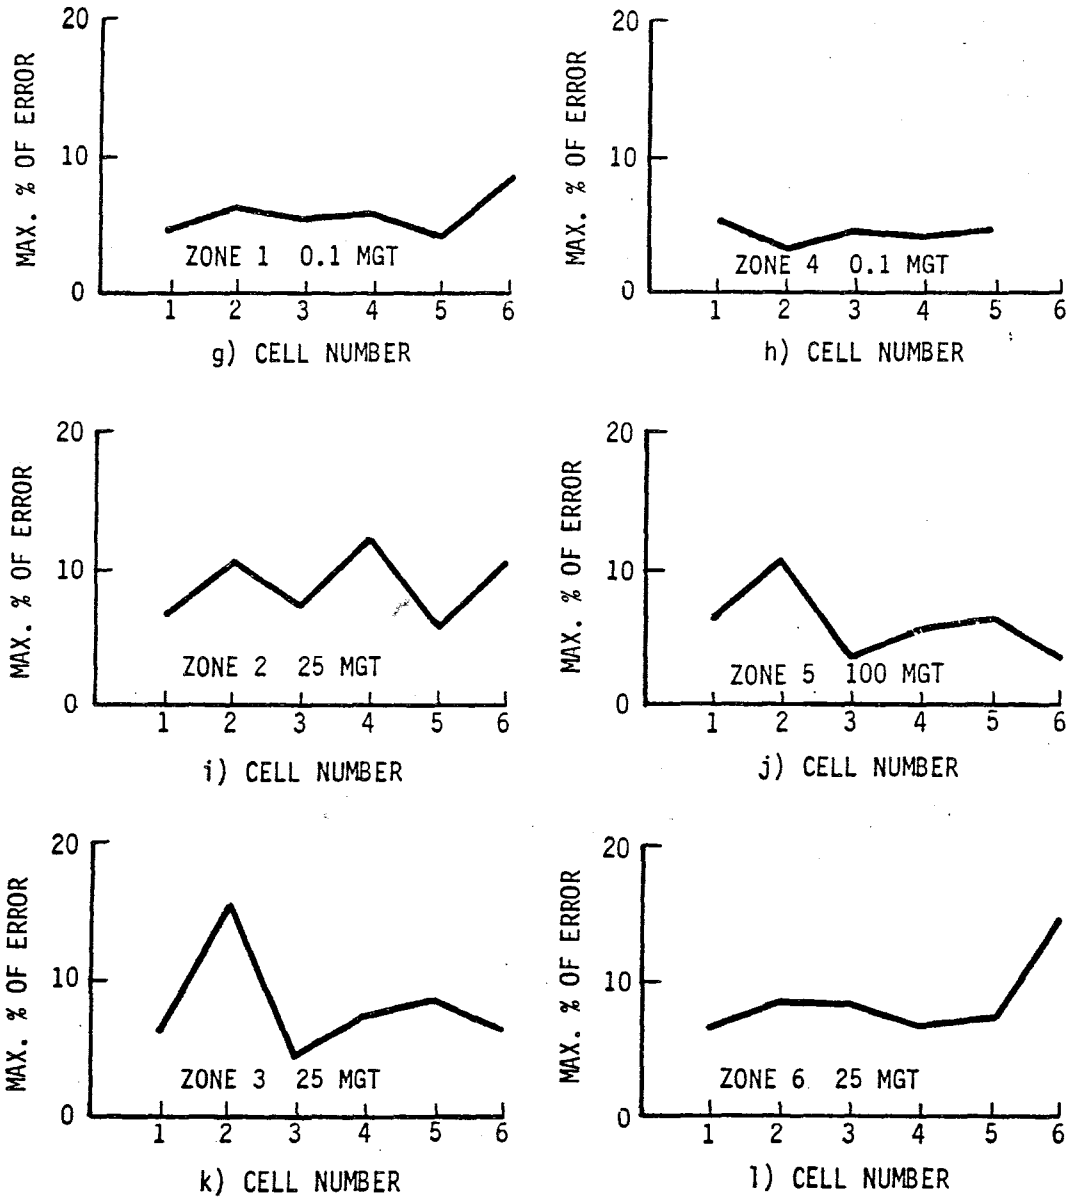 20
MAX. % OF ERROR
10
ZONE 1 0.1 MGT
0
1 2 3 4 5 6
g) CELL NUMBER
20
MAX. % OF ERROR
10
ZONE 4 0.1 MGT
0
1 2 3 4 5 6
h) CELL NUMBER
20
MAX. % OF ERROR
10
ZONE 2 25 MGT
0
1 2 3 4 5 6
i) CELL NUMBER
20
MAX. % OF ERROR
10
ZONE 5 100 MGT
0
1 2 3 4 5 6
j) CELL NUMBER
20
MAX. % OF ERROR
10
ZONE 3 25 MGT
0
1 2 3 4 5 6
k) CELL NUMBER
20
MAX. % OF ERROR
10
ZONE 6 25 MGT
0
1 2 3 4 5 6
l) CELL NUMBER